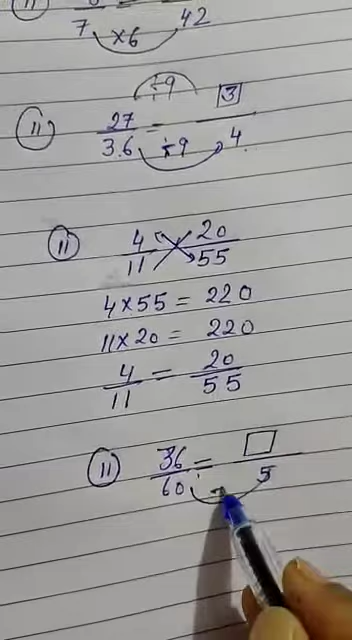 7 ×6 42
÷9
(ii) 27/36 = [3]/4
÷9
(ii) 4/11 20/55
4×55 = 220
11×20 = 220
4/11 = 20/55
(ii) 36/60 = □/5